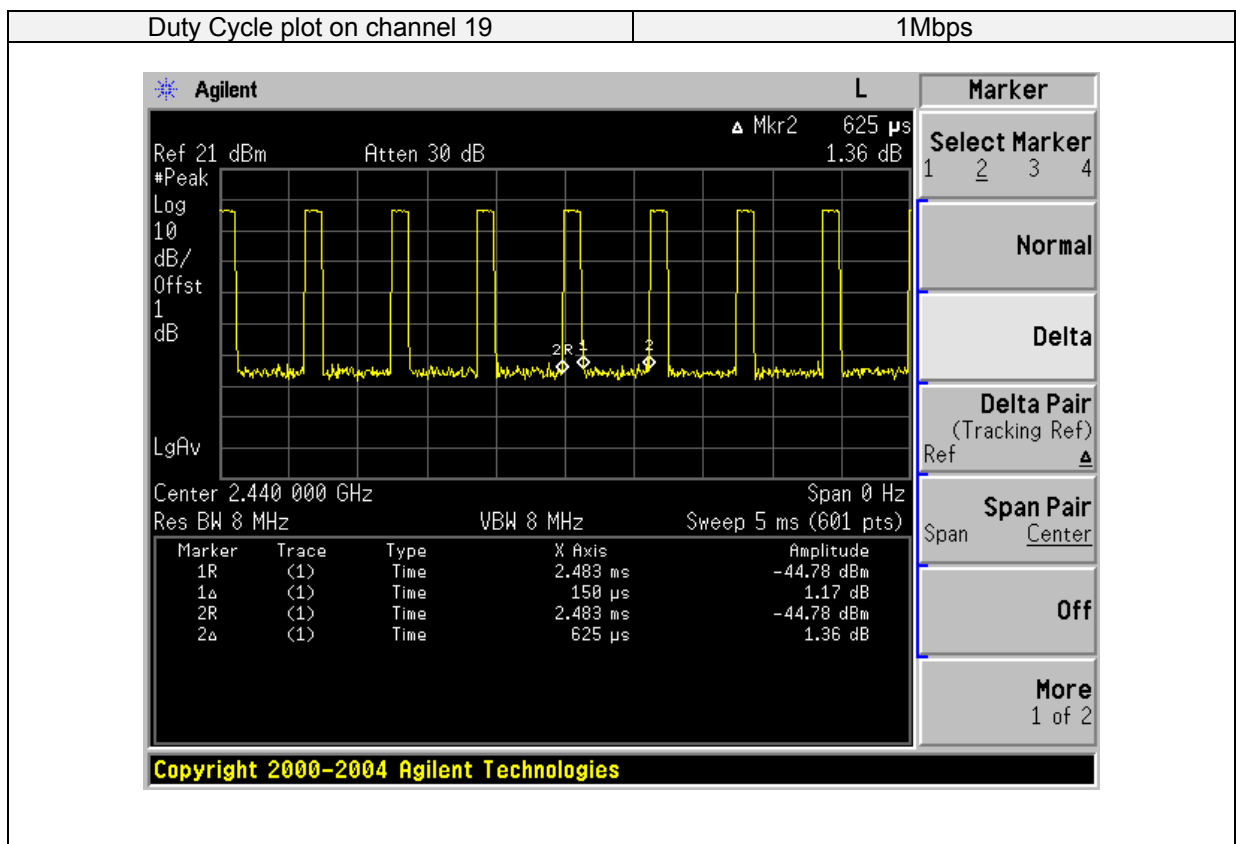 Duty Cycle plot on channel 19 1Mbps
Agilent L Marker
Δ Mkr2 625 µs
Ref 21 dBm Atten 30 dB 1.36 dB
#Peak
Log
10
dB/
Offst
1
dB
2R 1 2
LgAv
Center 2.440 000 GHz Span 0 Hz
Res BW 8 MHz VBW 8 MHz Sweep 5 ms (601 pts)
Marker Trace Type X Axis Amplitude
1R (1) Time 2.483 ms -44.78 dBm
1Δ (1) Time 150 µs 1.17 dB
2R (1) Time 2.483 ms -44.78 dBm
2Δ (1) Time 625 µs 1.36 dB
Select Marker
1 2 3 4
Normal
Delta
Delta Pair
(Tracking Ref)
Ref Δ
Span Pair
Span Center
Off
More
1 of 2
Copyright 2000-2004 Agilent Technologies